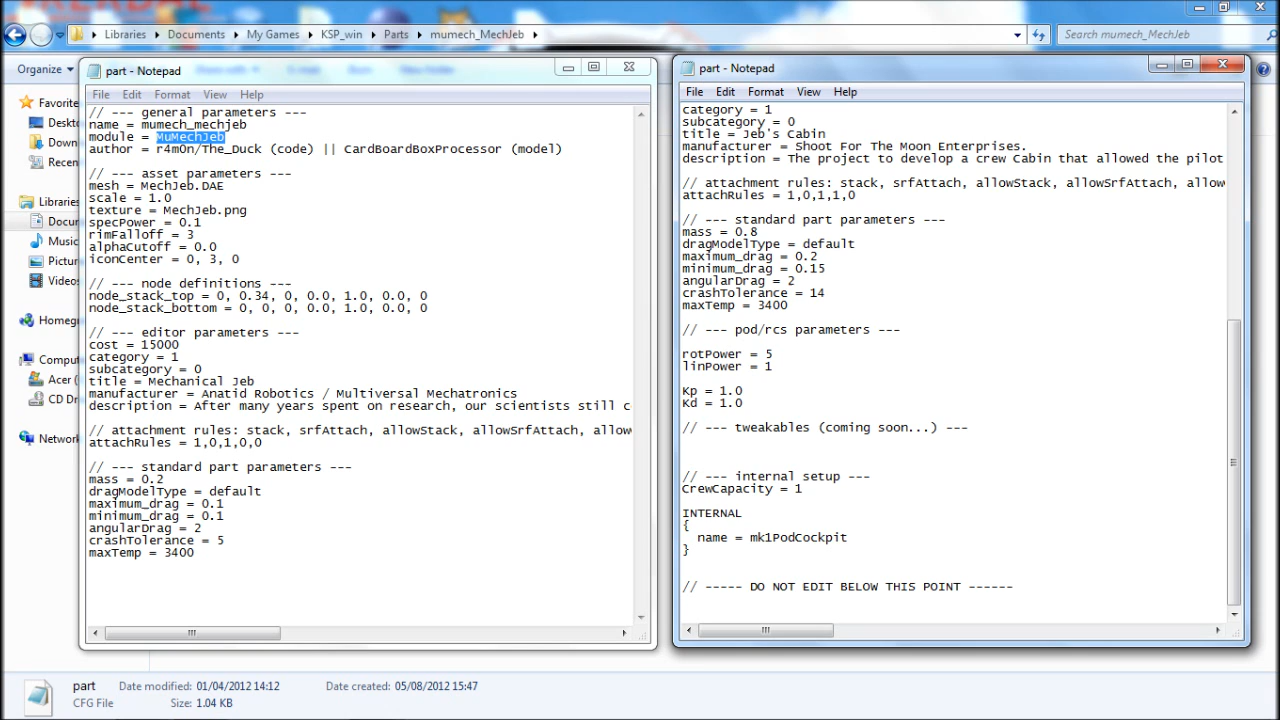 Libraries ▸ Documents ▸ My Games ▸ KSP_win ▸ Parts ▸ mumech_MechJeb ▸
Search mumech_MechJeb
Organize
Favorite
Deskto
Down
Recen
Libraries
Docu
Music
Picture
Videos
Homeg
Comput
Acer (
CD Dri
Network
part - Notepad
File Edit Format View Help
// --- general parameters ---
name = mumech_mechjeb
module = MuMechJeb
author = r4m0n/The_Duck (code) || CardBoardBoxProcessor (model)
// --- asset parameters ---
mesh = MechJeb.DAE
scale = 1.0
texture = MechJeb.png
specPower = 0.1
rimFalloff = 3
alphaCutoff = 0.0
iconCenter = 0, 3, 0
// --- node definitions ---
node_stack_top = 0, 0.34, 0, 0.0, 1.0, 0.0, 0
node_stack_bottom = 0, 0, 0, 0.0, 1.0, 0.0, 0
// --- editor parameters ---
cost = 15000
category = 1
subcategory = 0
title = Mechanical Jeb
manufacturer = Anatid Robotics / Multiversal Mechatronics
description = After many years spent on research, our scientists still c
// attachment rules: stack, srfAttach, allowStack, allowSrfAttach, allow
attachRules = 1,0,1,0,0
// --- standard part parameters ---
mass = 0.2
dragModelType = default
maximum_drag = 0.1
minimum_drag = 0.1
angularDrag = 2
crashTolerance = 5
maxTemp = 3400
part - Notepad
File Edit Format View Help
category = 1
subcategory = 0
title = Jeb's Cabin
manufacturer = Shoot For The Moon Enterprises.
description = The project to develop a crew Cabin that allowed the pilot
// attachment rules: stack, srfAttach, allowStack, allowSrfAttach, allow
attachRules = 1,0,1,1,0
// --- standard part parameters ---
mass = 0.8
dragModelType = default
maximum_drag = 0.2
minimum_drag = 0.15
angularDrag = 2
crashTolerance = 14
maxTemp = 3400
// --- pod/rcs parameters ---
rotPower = 5
linPower = 1
Kp = 1.0
Kd = 1.0
// --- tweakables (coming soon...) ---
// --- internal setup ---
CrewCapacity = 1
INTERNAL
{
name = mk1PodCockpit
}
// ----- DO NOT EDIT BELOW THIS POINT ------
part Date modified: 01/04/2012 14:12 Date created: 05/08/2012 15:47
CFG File Size: 1.04 KB